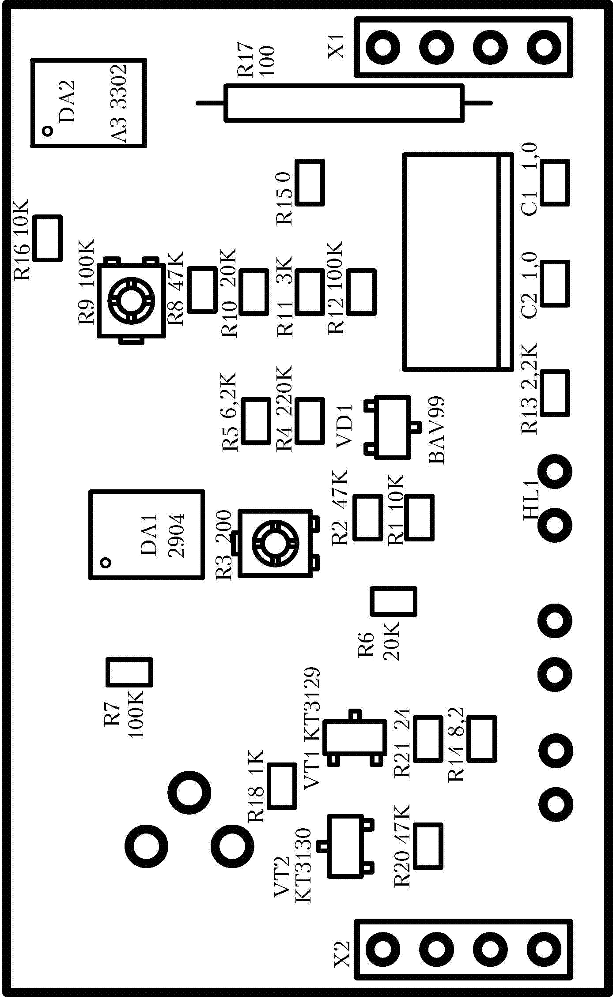 X1
R17
100
DA2
A3 3302
R15 0
C1 1,0
R16 10K
R9 100K
R8 47K
R10 20K
R11 3K
R12 100K
C2 1,0
R5 6,2K
R4 220K
VD1
BAV99
R13 2,2K
DA1
2904
R3 200
R2 47K
R1 10K
HL1
R6
20K
R7
100K
VT1 KT3129
R21 24
R14 8,2
R18 1K
VT2
KT3130
R20 47K
X2